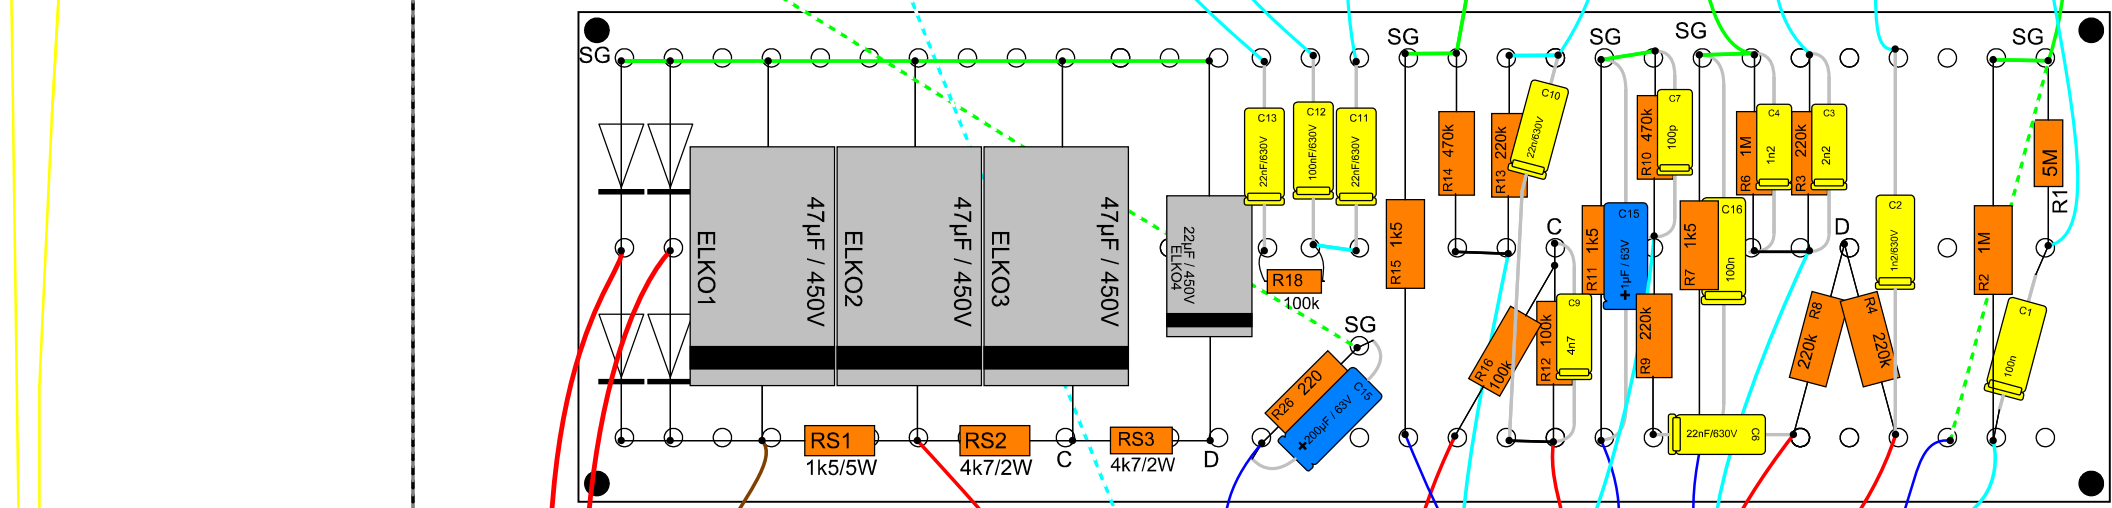 SG
SG
SG
SG
SG
ELKO1
47µF / 450V
ELKO2
47µF / 450V
ELKO3
47µF / 450V
22µF / 450V
ELKO4
C13
22nF/630V
C12
100nF/630V
C11
22nF/630V
R18
100k
SG
R26 220
C15
+200µF / 63V
RS1
1k5/5W
RS2
4k7/2W
C
RS3
4k7/2W
D
R15 1k5
R14 470k
R13 220k
C10
22n/630V
R16
100k
C
R12 100k
C9
4n7
R11 1k5
C15
+1µF / 63V
R10 470k
C7
100p
R9 220k
R7 1k5
C16
100n
R6 1M
C4
1n2
R3 220k
C3
2n2
22nF/630V
C6
D
R8
220k
R4
220k
C2
1n2/630V
R2 1M
C1
100n
5M
R1